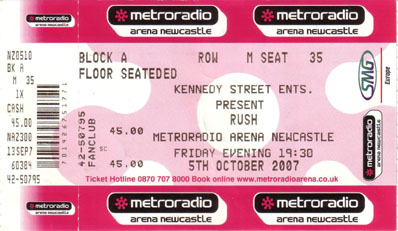 metroradio
arena newcastle
metroradio
arena newcastle
metroradio
arena newcastle
NZ0510
BK A
M 35
1X
CASH
45.00
NA2300
13SEP7
60384
42-50795
BLOCK A ROW M SEAT 35
FLOOR SEATEDED
KENNEDY STREET ENTS.
PRESENT
RUSH
45.00 METRORADIO ARENA NEWCASTLE
FRIDAY EVENING 19:30
45.00 5TH OCTOBER 2007
42-50795
FANCLUB
SC
SMG
Europe
Ticket Hotline 0870 707 8000 Book online www.metroradioarena.co.uk
metroradio
arena newcastle
metroradio
arena newcastle